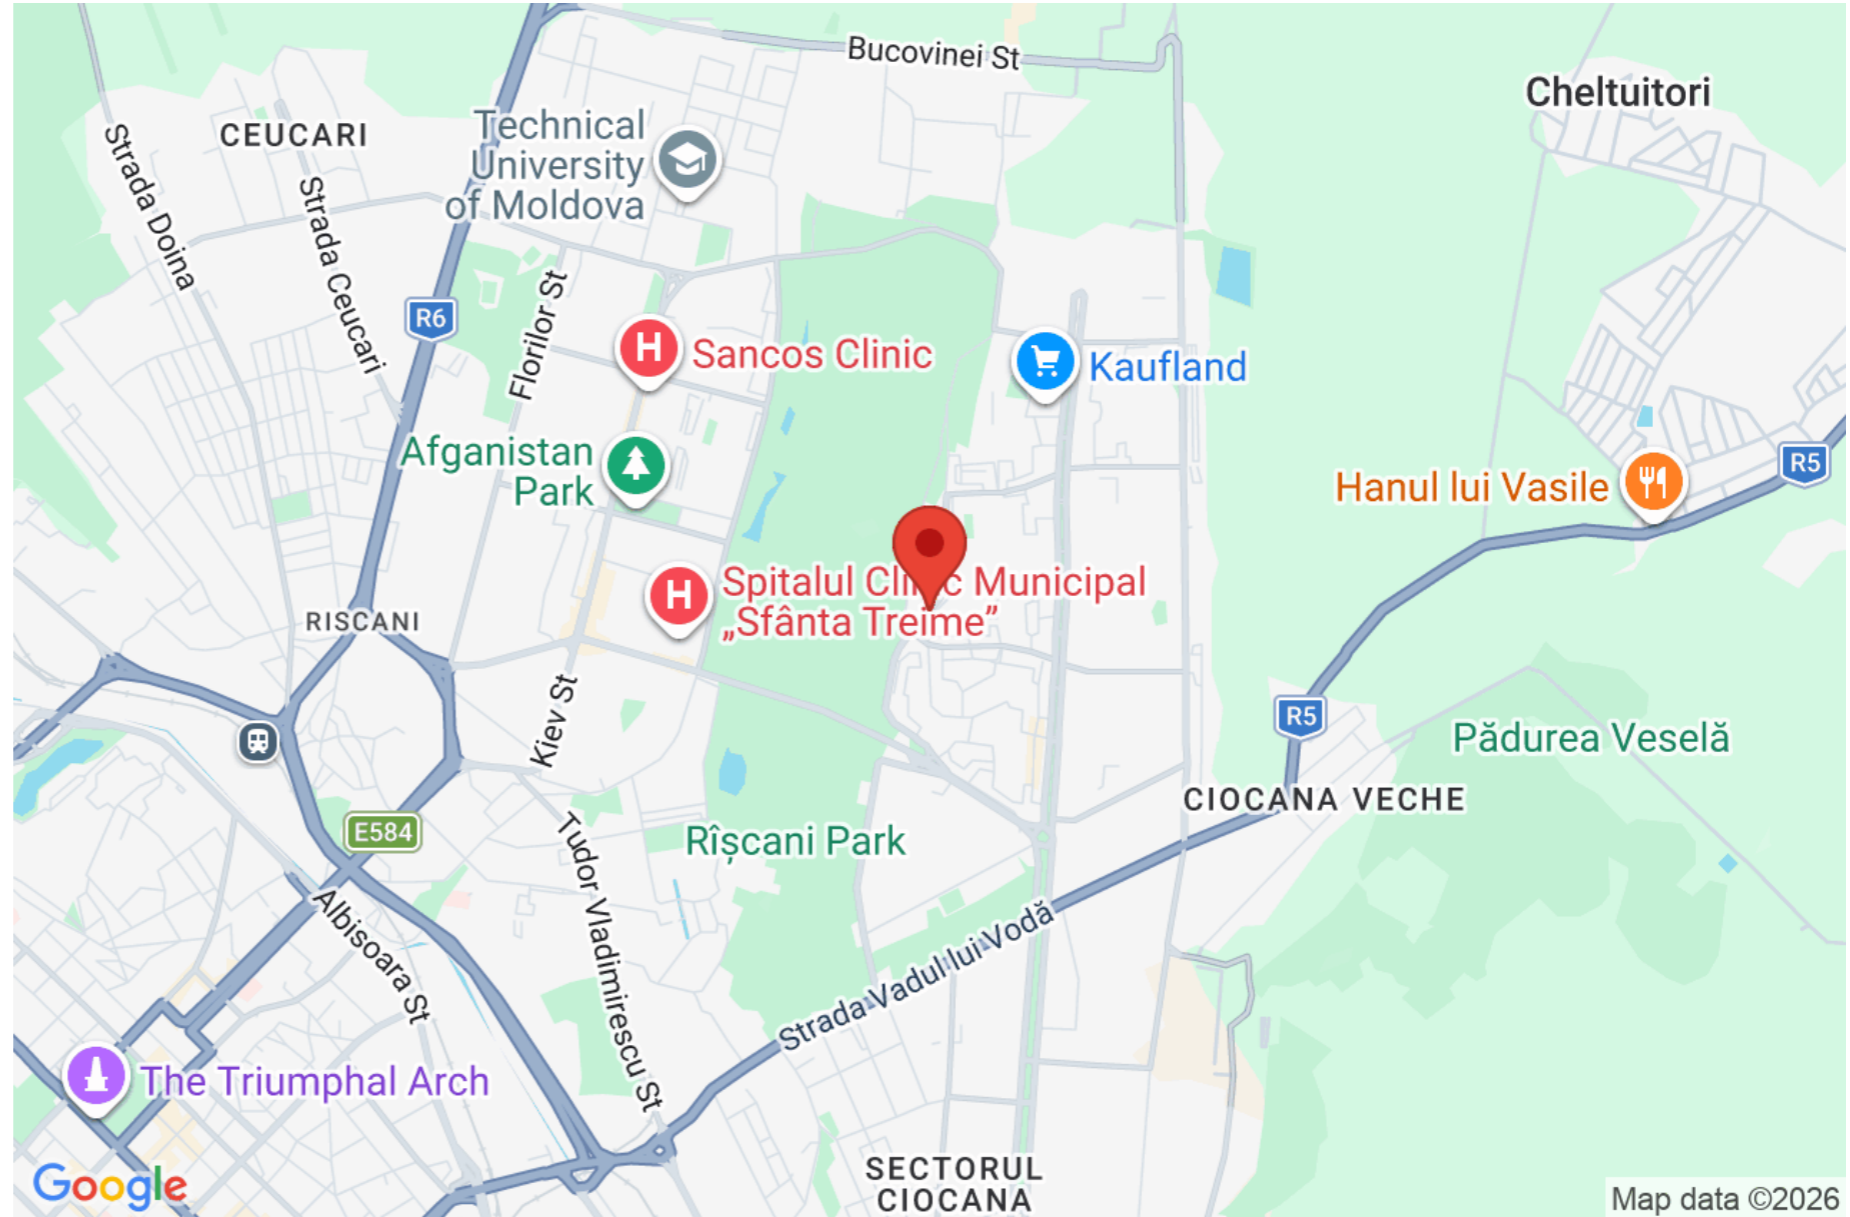 Bucovinei St
Cheltuitori
CEUCARI
Technical
University
of Moldova
Strada Doina
Strada Ceucari
Florilor St
R6
H
Sancos Clinic
Kaufland
Afganistan
Park
Hanul lui Vasile
R5
H
Spitalul Clinic Municipal
„Sfânta Treime”
RISCANI
Kiev St
R5
Pădurea Veselă
CIOCANA VECHE
E584
Rîșcani Park
Tudor Vladimirescu St
Albisoara St
Strada Vadul lui Vodă
The Triumphal Arch
SECTORUL
CIOCANA
Google
Map data ©2026